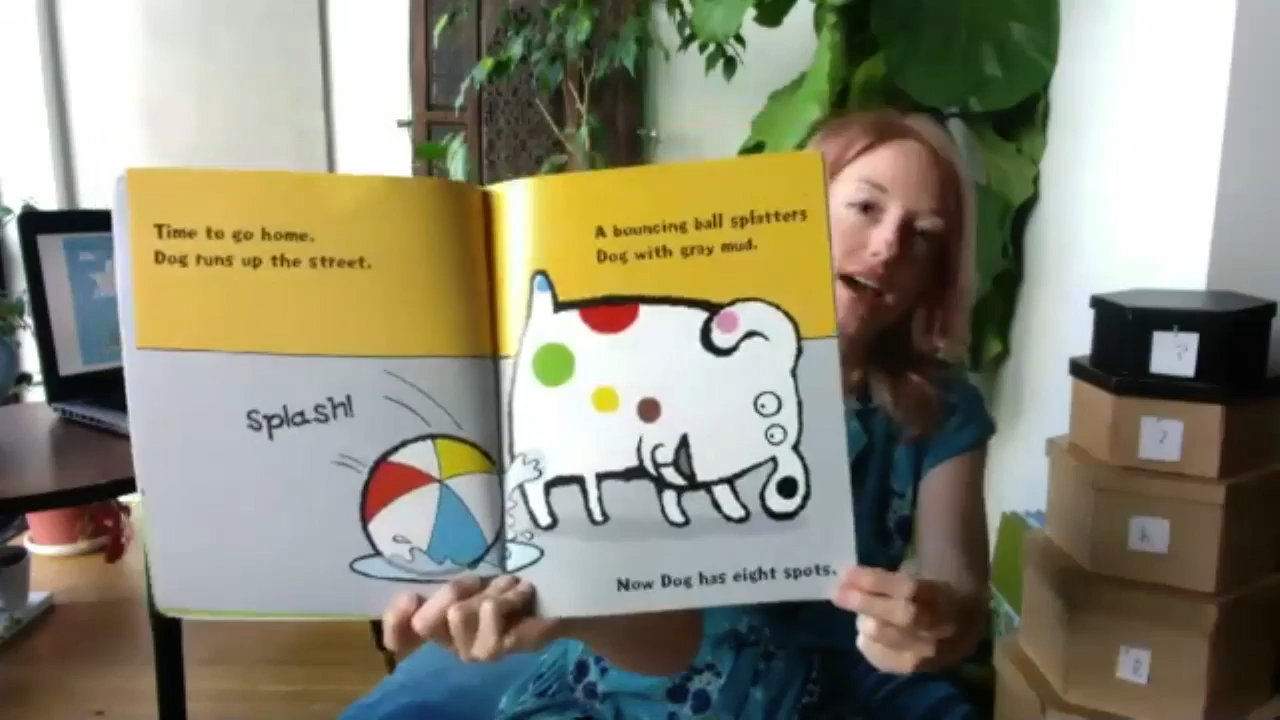 Time to go home.
Dog runs up the street.
splash!
A bouncing ball splatters
Dog with gray mud.
Now Dog has eight spots.